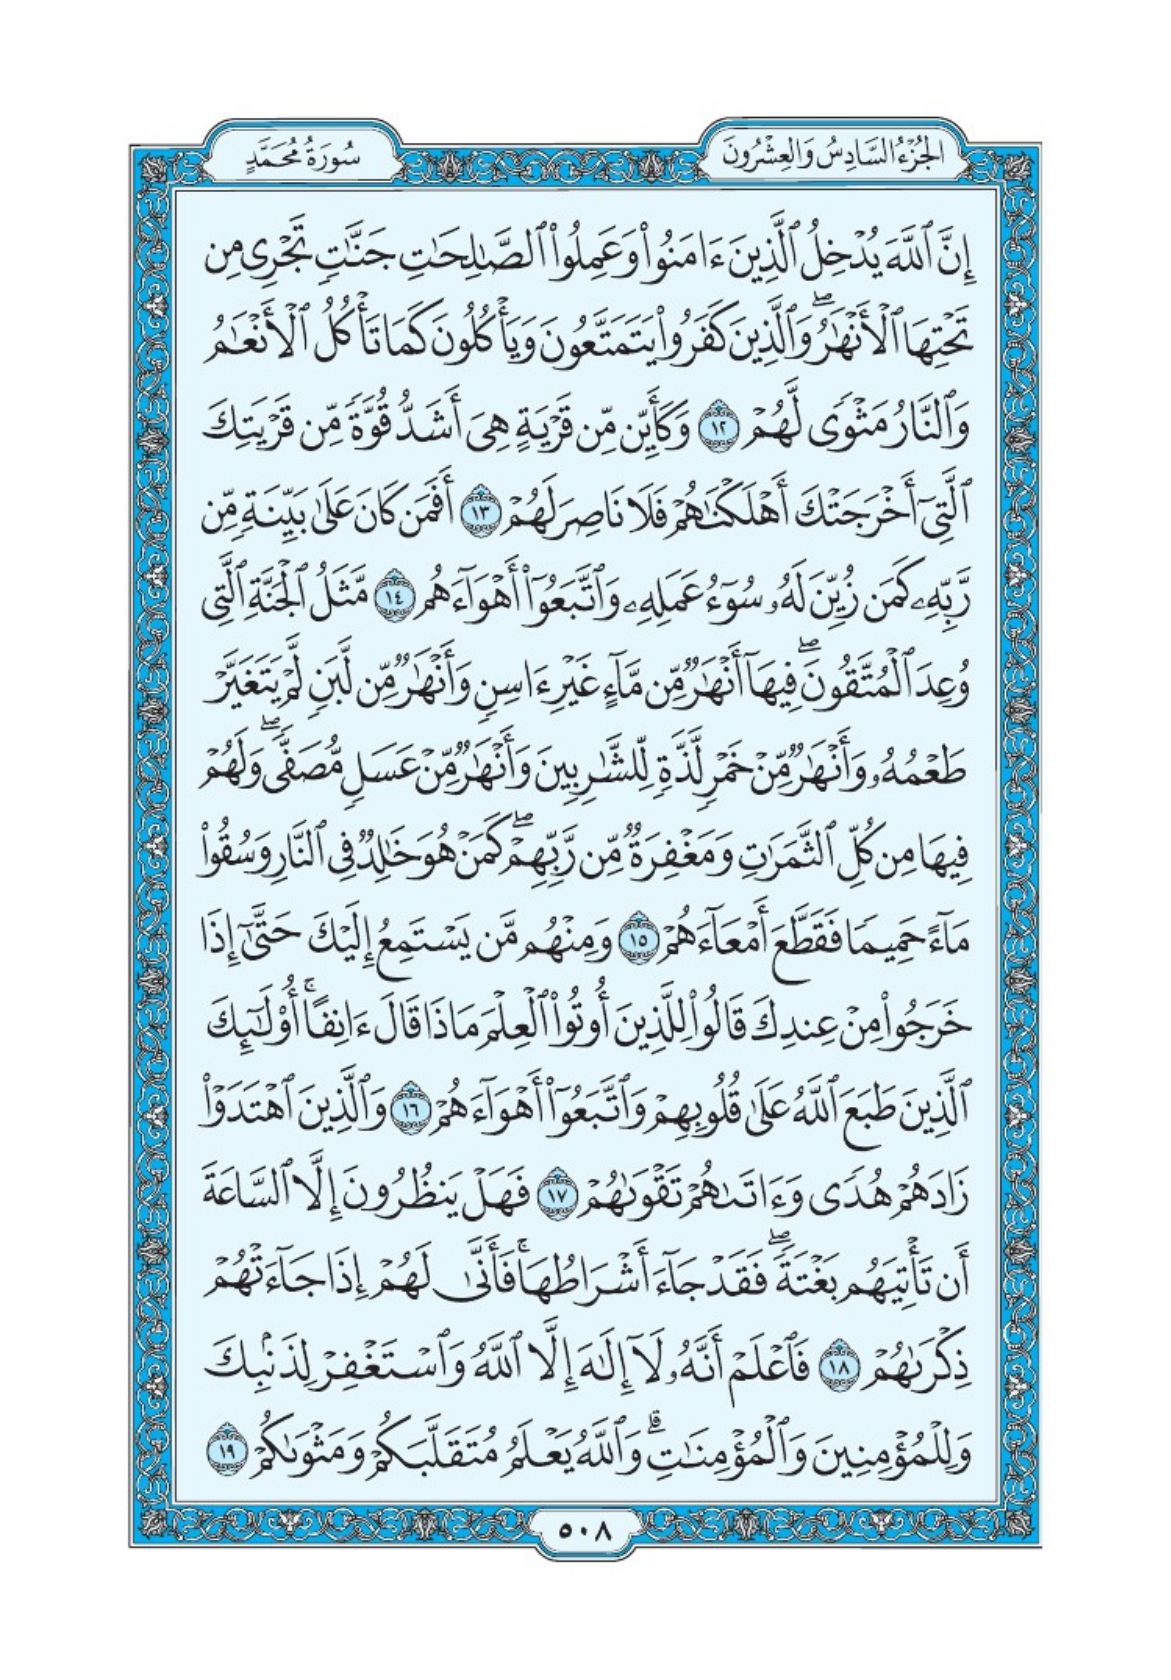 الجُزْءُ السَّادِسُ وَالعِشْرُونَ
سُورَةُ مُحَمَّدٍ
إِنَّ ٱللَّهَ يُدْخِلُ ٱلَّذِينَ ءَامَنُوا۟ وَعَمِلُوا۟ ٱلصَّـٰلِحَـٰتِ جَنَّـٰتٍ تَجْرِى مِن
تَحْتِهَا ٱلْأَنْهَـٰرُ ۖ وَٱلَّذِينَ كَفَرُوا۟ يَتَمَتَّعُونَ وَيَأْكُلُونَ كَمَا تَأْكُلُ ٱلْأَنْعَـٰمُ
وَٱلنَّارُ مَثْوًى لَّهُمْ ١٢ وَكَأَيِّن مِّن قَرْيَةٍ هِىَ أَشَدُّ قُوَّةً مِّن قَرْيَتِكَ
ٱلَّتِىٓ أَخْرَجَتْكَ أَهْلَكْنَـٰهُمْ فَلَا نَاصِرَ لَهُمْ ١٣ أَفَمَن كَانَ عَلَىٰ بَيِّنَةٍ مِّن
رَّبِّهِۦ كَمَن زُيِّنَ لَهُۥ سُوٓءُ عَمَلِهِۦ وَٱتَّبَعُوٓا۟ أَهْوَآءَهُم ١٤ مَّثَلُ ٱلْجَنَّةِ ٱلَّتِى
وُعِدَ ٱلْمُتَّقُونَ ۖ فِيهَآ أَنْهَـٰرٌ مِّن مَّآءٍ غَيْرِ ءَاسِنٍ وَأَنْهَـٰرٌ مِّن لَّبَنٍ لَّمْ يَتَغَيَّرْ
طَعْمُهُۥ وَأَنْهَـٰرٌ مِّنْ خَمْرٍ لَّذَّةٍ لِّلشَّـٰرِبِينَ وَأَنْهَـٰرٌ مِّنْ عَسَلٍ مُّصَفًّى ۖ وَلَهُمْ
فِيهَا مِن كُلِّ ٱلثَّمَرَٰتِ وَمَغْفِرَةٌ مِّن رَّبِّهِمْ ۖ كَمَنْ هُوَ خَـٰلِدٌ فِى ٱلنَّارِ وَسُقُوا۟
مَآءً حَمِيمًا فَقَطَّعَ أَمْعَآءَهُمْ ١٥ وَمِنْهُم مَّن يَسْتَمِعُ إِلَيْكَ حَتَّىٰٓ إِذَا
خَرَجُوا۟ مِنْ عِندِكَ قَالُوا۟ لِلَّذِينَ أُوتُوا۟ ٱلْعِلْمَ مَاذَا قَالَ ءَانِفًا ۚ أُو۟لَـٰٓئِكَ
ٱلَّذِينَ طَبَعَ ٱللَّهُ عَلَىٰ قُلُوبِهِمْ وَٱتَّبَعُوٓا۟ أَهْوَآءَهُمْ ١٦ وَٱلَّذِينَ ٱهْتَدَوْا۟
زَادَهُمْ هُدًى وَءَاتَىٰهُمْ تَقْوَىٰهُمْ ١٧ فَهَلْ يَنظُرُونَ إِلَّا ٱلسَّاعَةَ
أَن تَأْتِيَهُم بَغْتَةً ۖ فَقَدْ جَآءَ أَشْرَاطُهَا ۚ فَأَنَّىٰ لَهُمْ إِذَا جَآءَتْهُمْ
ذِكْرَىٰهُمْ ١٨ فَٱعْلَمْ أَنَّهُۥ لَآ إِلَـٰهَ إِلَّا ٱللَّهُ وَٱسْتَغْفِرْ لِذَنۢبِكَ
وَلِلْمُؤْمِنِينَ وَٱلْمُؤْمِنَـٰتِ ۗ وَٱللَّهُ يَعْلَمُ مُتَقَلَّبَكُمْ وَمَثْوَىٰكُمْ ١٩
٥٠٨